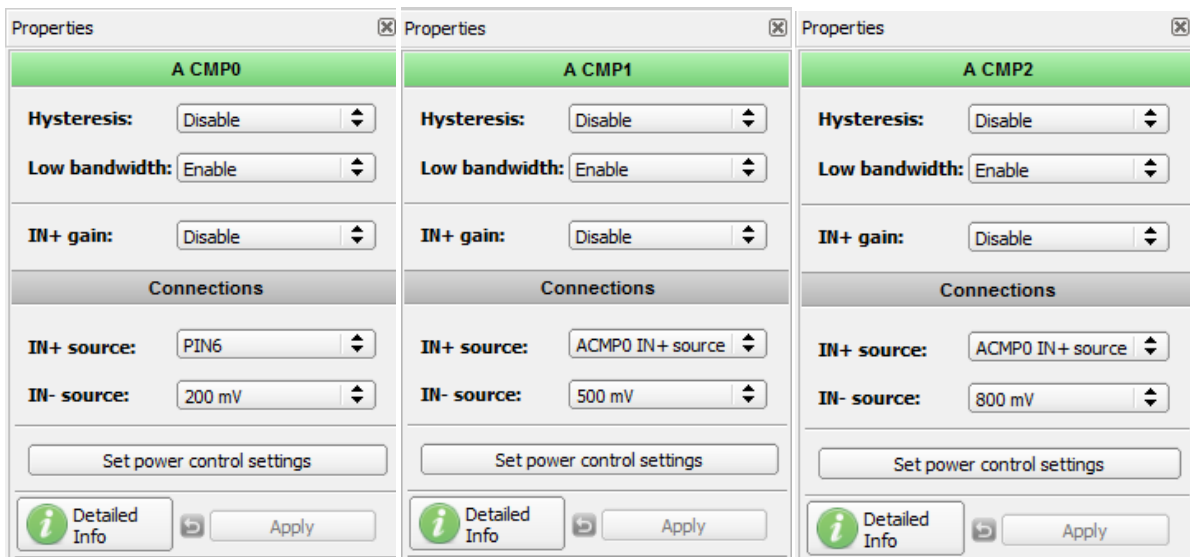 Properties
A CMP0
Hysteresis: Disable
Low bandwidth: Enable
IN+ gain: Disable
Connections
IN+ source: PIN6
IN- source: 200 mV
Set power control settings
Detailed
Info
Apply
Properties
A CMP1
Hysteresis: Disable
Low bandwidth: Enable
IN+ gain: Disable
Connections
IN+ source: ACMP0 IN+ source
IN- source: 500 mV
Set power control settings
Detailed
Info
Apply
Properties
A CMP2
Hysteresis: Disable
Low bandwidth: Enable
IN+ gain: Disable
Connections
IN+ source: ACMP0 IN+ source
IN- source: 800 mV
Set power control settings
Detailed
Info
Apply